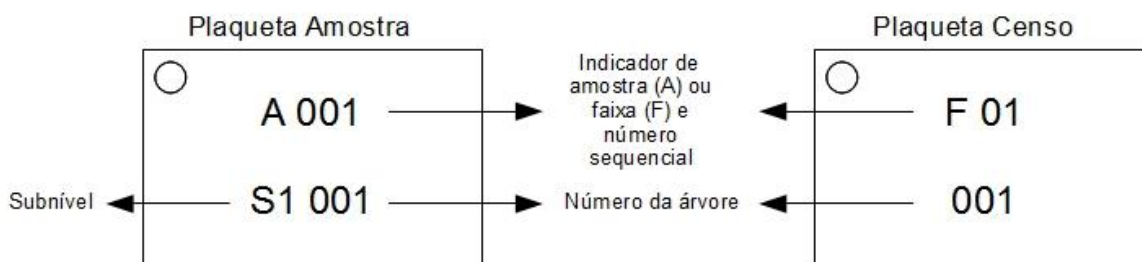 Plaqueta Amostra
Plaqueta Censo
A 001
Indicador de
amostra (A) ou
faixa (F) e
número
sequencial
F 01
Subnível
S1 001
Número da árvore
001